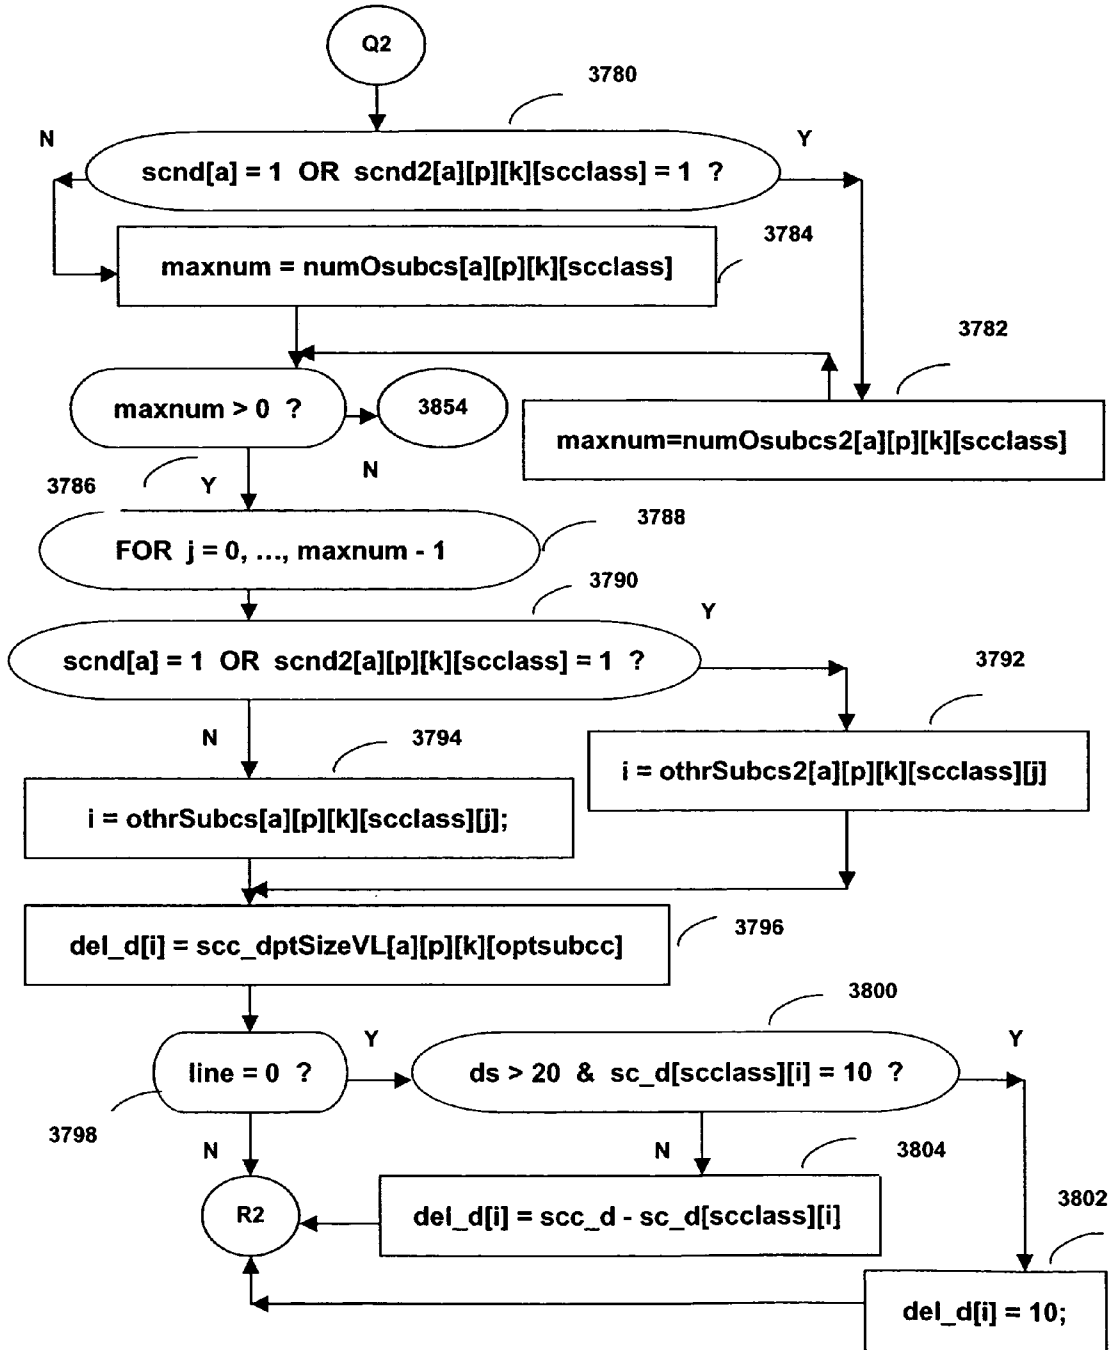 Q2
3780
N
Y
scnd[a] = 1 OR scnd2[a][p][k][scclass] = 1 ?
3784
maxnum = numOsubcs[a][p][k][scclass]
3782
maxnum > 0 ?
3854
maxnum=numOsubcs2[a][p][k][scclass]
N
3786
Y
3788
FOR j = 0, ..., maxnum - 1
3790
Y
scnd[a] = 1 OR scnd2[a][p][k][scclass] = 1 ?
3792
N
3794
i = othrSubcs2[a][p][k][scclass][j]
i = othrSubcs[a][p][k][scclass][j];
3796
del_d[i] = scc_dptSizeVL[a][p][k][optsubcc]
3800
Y
Y
line = 0 ?
ds > 20 & sc_d[scclass][i] = 10 ?
3798
N
N
3804
3802
R2
del_d[i] = scc_d - sc_d[scclass][i]
del_d[i] = 10;